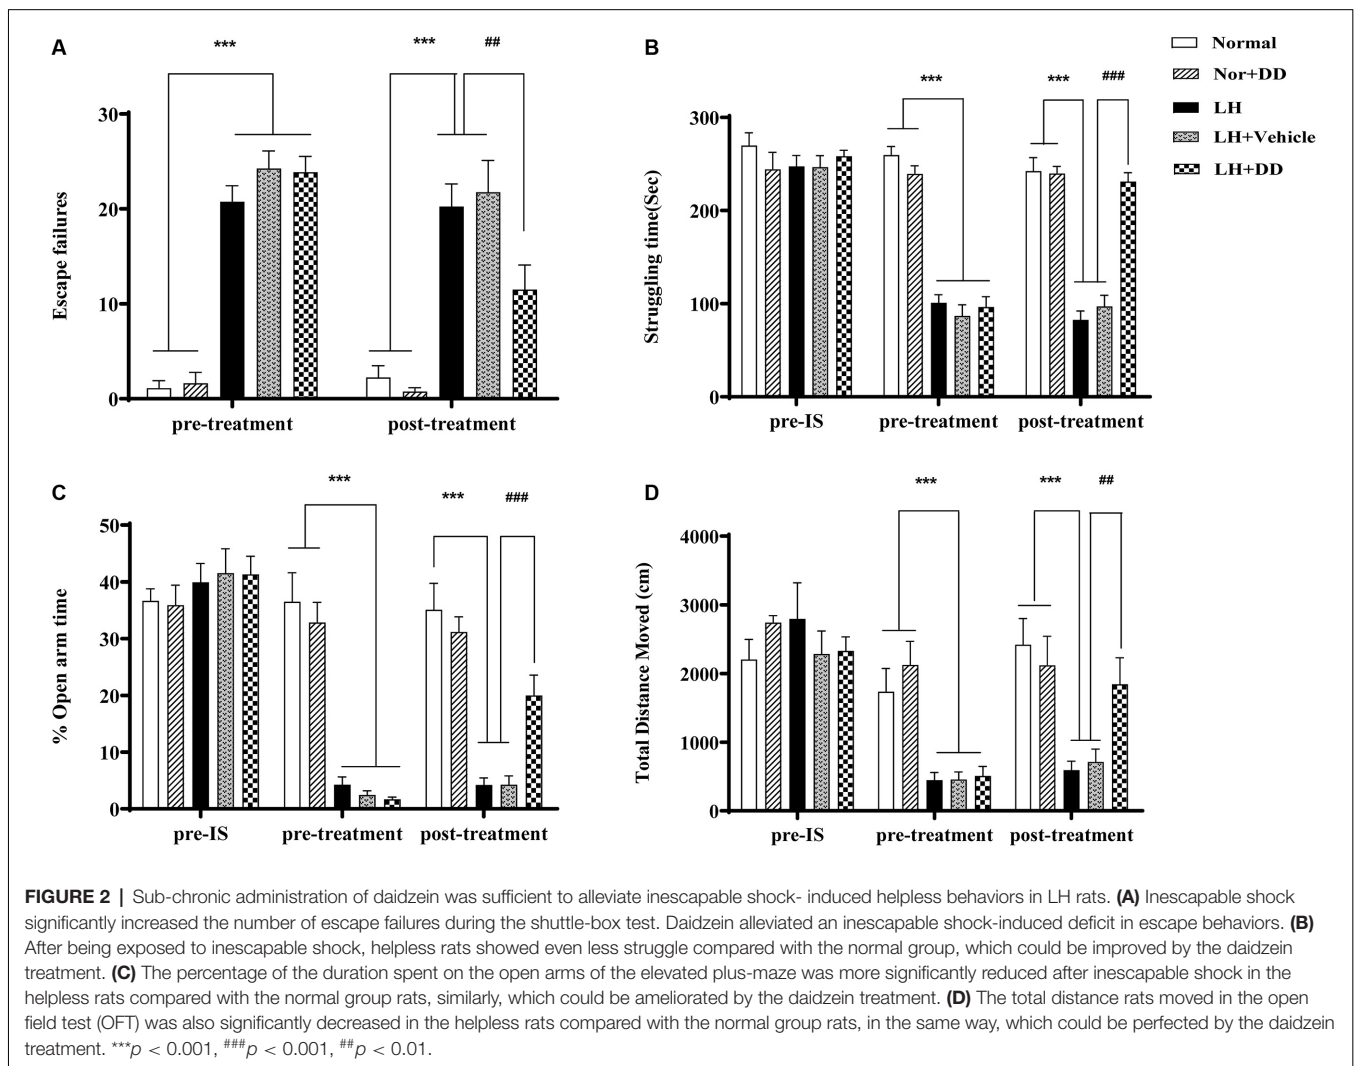 A
***
***
##
Escape failures
30
20
10
0
pre-treatment
post-treatment
B
***
***
###
Struggling time(Sec)
300
200
100
0
pre-IS
pre-treatment
post-treatment
Normal
Nor+DD
LH
LH+Vehicle
LH+DD
C
***
***
###
% Open arm time
50
40
30
20
10
0
pre-IS
pre-treatment
post-treatment
D
***
***
##
Total Distance Moved (cm)
4000
3000
2000
1000
0
pre-IS
pre-treatment
post-treatment
FIGURE 2 | Sub-chronic administration of daidzein was sufficient to alleviate inescapable shock- induced helpless behaviors in LH rats. (A) Inescapable shock
significantly increased the number of escape failures during the shuttle-box test. Daidzein alleviated an inescapable shock-induced deficit in escape behaviors. (B)
After being exposed to inescapable shock, helpless rats showed even less struggle compared with the normal group, which could be improved by the daidzein
treatment. (C) The percentage of the duration spent on the open arms of the elevated plus-maze was more significantly reduced after inescapable shock in the
helpless rats compared with the normal group rats, similarly, which could be ameliorated by the daidzein treatment. (D) The total distance rats moved in the open
field test (OFT) was also significantly decreased in the helpless rats compared with the normal group rats, in the same way, which could be perfected by the daidzein
treatment. ***p < 0.001, ###p < 0.001, ##p < 0.01.